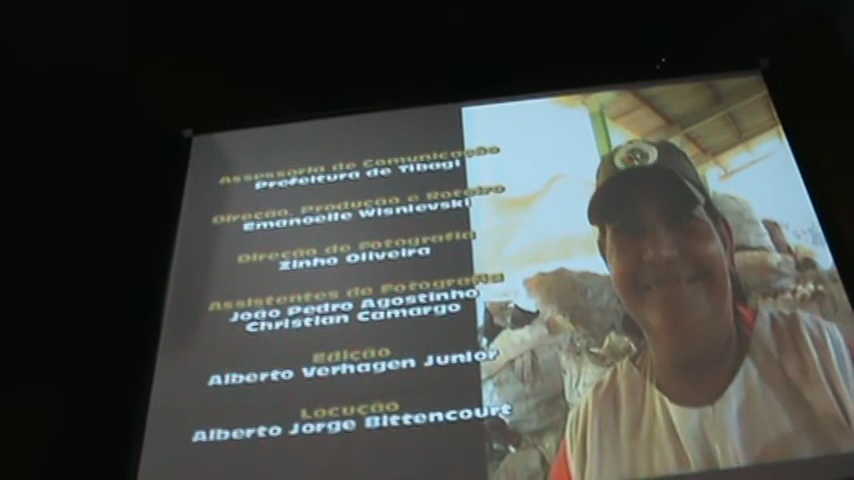 Assessoria de Comunicação
Prefeitura de Tibagi
Direção, Produção e Roteiro
Emanoelle Wisnievski
Direção de Fotografia
Zinho Oliveira
Assistentes de Fotografia
João Pedro Agostinho
Christian Camargo
Edição
Alberto Verhagen Junior
Locução
Alberto Jorge Bittencourt